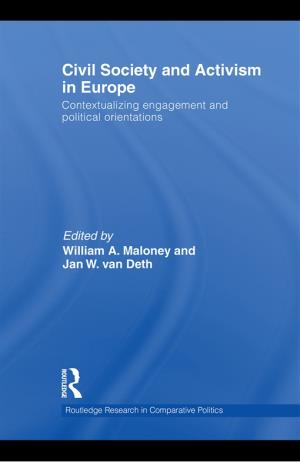 Civil Society and Activism
in Europe
Contextualizing engagement and
political orientations
Edited by
William A. Maloney and
Jan W. van Deth
ROUTLEDGE
Routledge Research in Comparative Politics